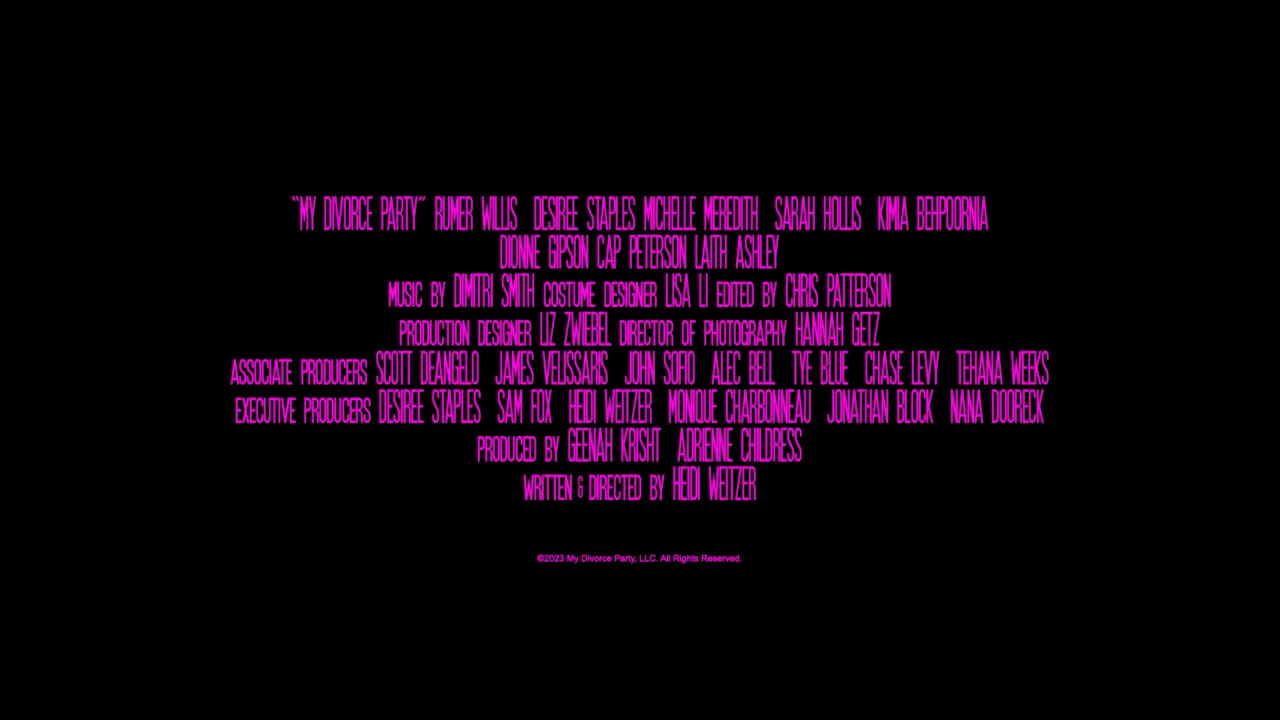 “MY DIVORCE PARTY” RUMER WILLIS DESIREE STAPLES MICHELLE MEREDITH SARAH HOLLIS KIMIA BEHPOORNIA
DIONNE GIPSON CAP PETERSON LAITH ASHLEY
MUSIC BY DIMITRI SMITH COSTUME DESIGNER LISA LI EDITED BY CHRIS PATTERSON
PRODUCTION DESIGNER LIZ ZWIEBEL DIRECTOR OF PHOTOGRAPHY HANNAH GETZ
ASSOCIATE PRODUCERS SCOTT DEANGELO JAMES VELISSARIS JOHN SOFIO ALEC BELL TYE BLUE CHASE LEVY TEHANA WEEKS
EXECUTIVE PRODUCERS DESIREE STAPLES SAM FOX HEIDI WEITZER MONIQUE CHARBONNEAU JONATHAN BLOCK NANA DOORECK
PRODUCED BY GEENAH KRISHT ADRIENNE CHILDRESS
WRITTEN & DIRECTED BY HEIDI WEITZER
©2023 My Divorce Party, LLC. All Rights Reserved.